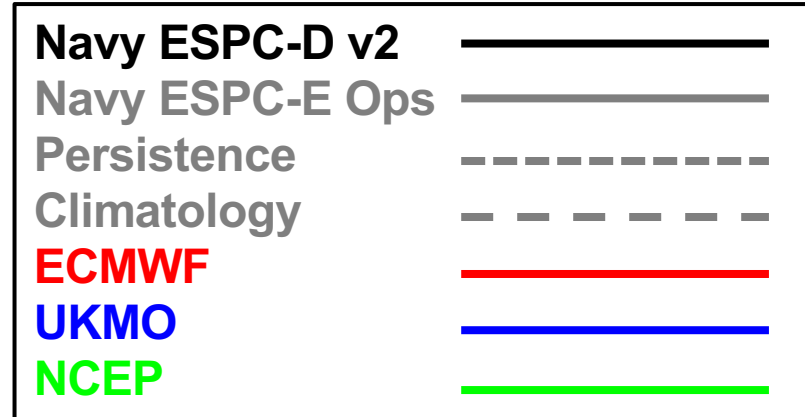 Navy ESPC-D v2
Navy ESPC-E Ops
Persistence
Climatology
ECMWF
UKMO
NCEP